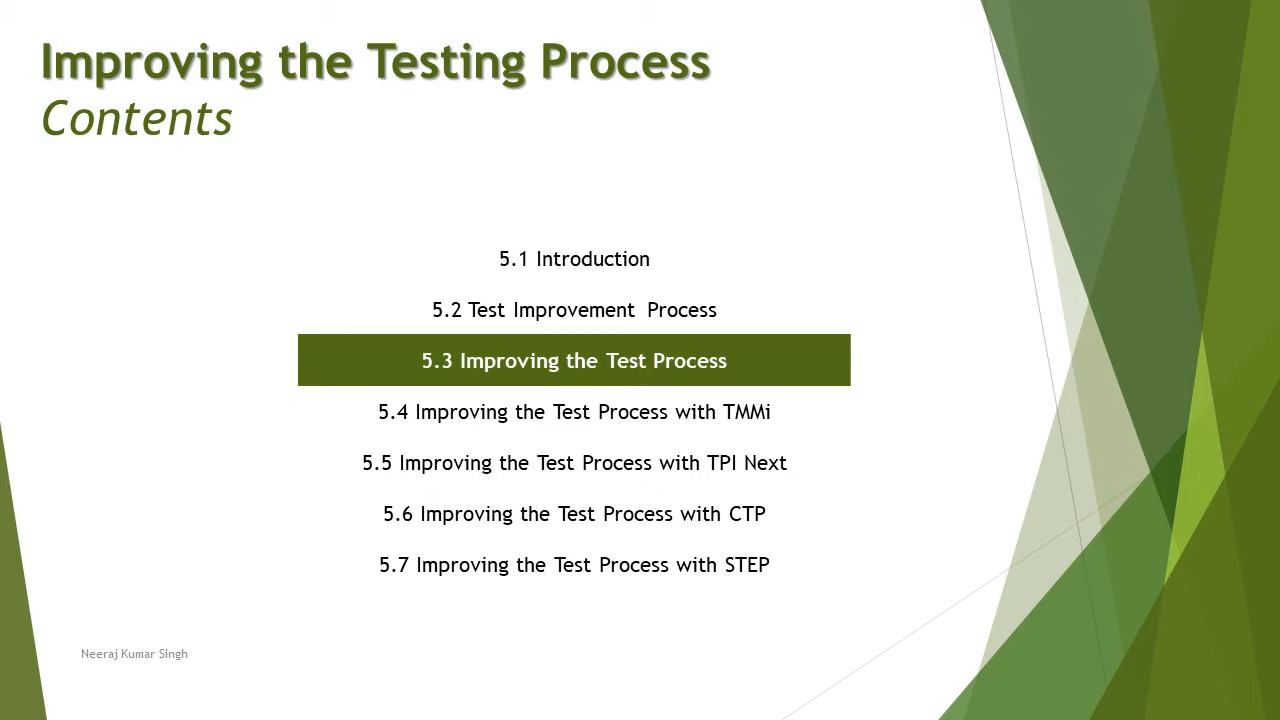 Improving the Testing Process
Contents
5.1 Introduction
5.2 Test Improvement Process
5.3 Improving the Test Process
5.4 Improving the Test Process with TMMi
5.5 Improving the Test Process with TPI Next
5.6 Improving the Test Process with CTP
5.7 Improving the Test Process with STEP
Neeraj Kumar Singh